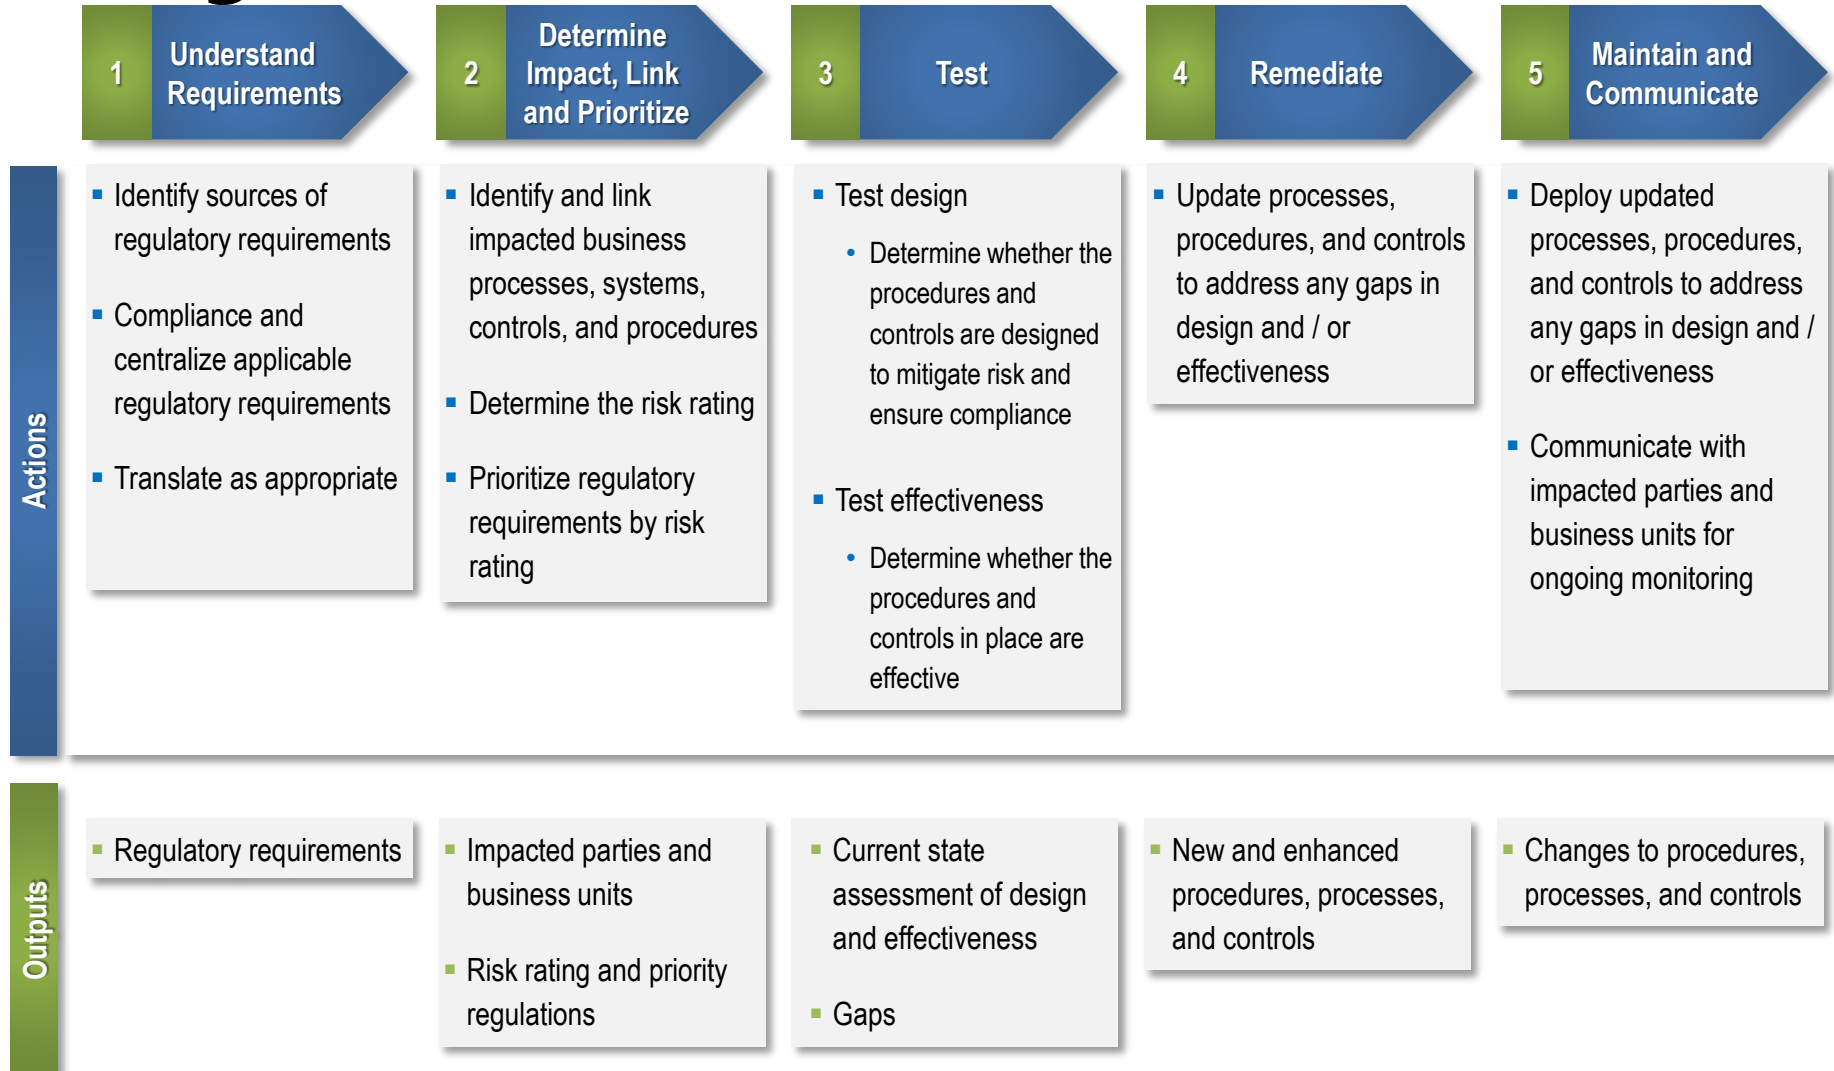 1
Understand
Requirements
2
Determine
Impact, Link
and Prioritize
3
Test
4
Remediate
5
Maintain and
Communicate
Actions
Identify sources of
regulatory requirements
Compliance and
centralize applicable
regulatory requirements
Translate as appropriate
Identify and link
impacted business
processes, systems,
controls, and procedures
Determine the risk rating
Prioritize regulatory
requirements by risk
rating
Test design
Determine whether the
procedures and
controls are designed
to mitigate risk and
ensure compliance
Test effectiveness
Determine whether the
procedures and
controls in place are
effective
Update processes,
procedures, and controls
to address any gaps in
design and / or
effectiveness
Deploy updated
processes, procedures,
and controls to address
any gaps in design and /
or effectiveness
Communicate with
impacted parties and
business units for
ongoing monitoring
Outputs
Regulatory requirements
Impacted parties and
business units
Risk rating and priority
regulations
Current state
assessment of design
and effectiveness
Gaps
New and enhanced
procedures, processes,
and controls
Changes to procedures,
processes, and controls